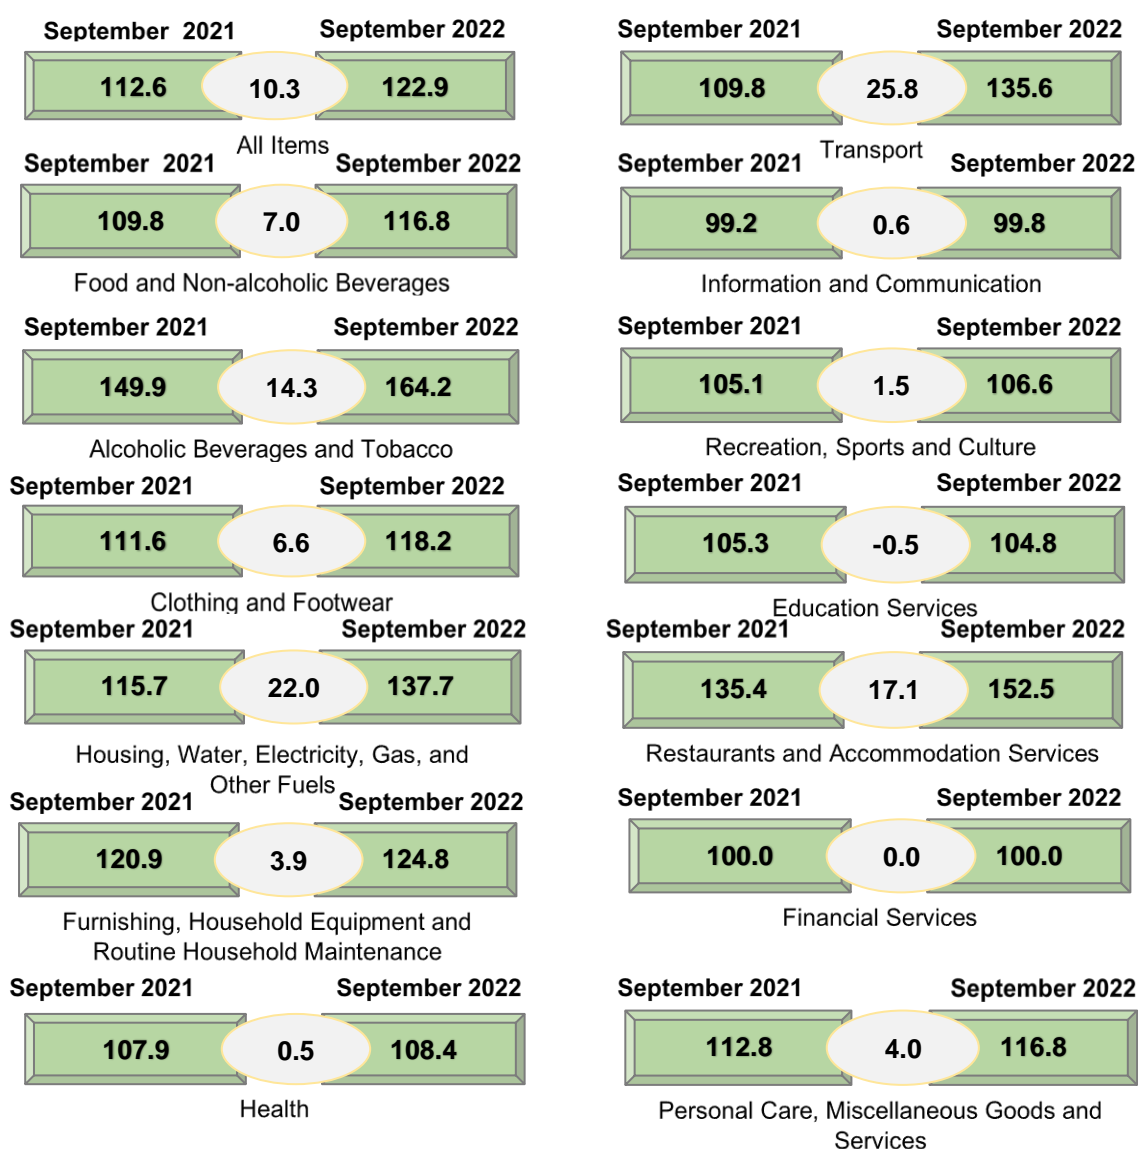 September 2021 September 2022
112.6 10.3 122.9
All Items
September 2021 September 2022
109.8 7.0 116.8
Food and Non-alcoholic Beverages
September 2021 September 2022
149.9 14.3 164.2
Alcoholic Beverages and Tobacco
September 2021 September 2022
111.6 6.6 118.2
Clothing and Footwear
September 2021 September 2022
115.7 22.0 137.7
Housing, Water, Electricity, Gas, and
Other Fuels
September 2021 September 2022
120.9 3.9 124.8
Furnishing, Household Equipment and
Routine Household Maintenance
September 2021 September 2022
107.9 0.5 108.4
Health
September 2021 September 2022
109.8 25.8 135.6
Transport
September 2021 September 2022
99.2 0.6 99.8
Information and Communication
September 2021 September 2022
105.1 1.5 106.6
Recreation, Sports and Culture
September 2021 September 2022
105.3 -0.5 104.8
Education Services
September 2021 September 2022
135.4 17.1 152.5
Restaurants and Accommodation Services
September 2021 September 2022
100.0 0.0 100.0
Financial Services
September 2021 September 2022
112.8 4.0 116.8
Personal Care, Miscellaneous Goods and
Services